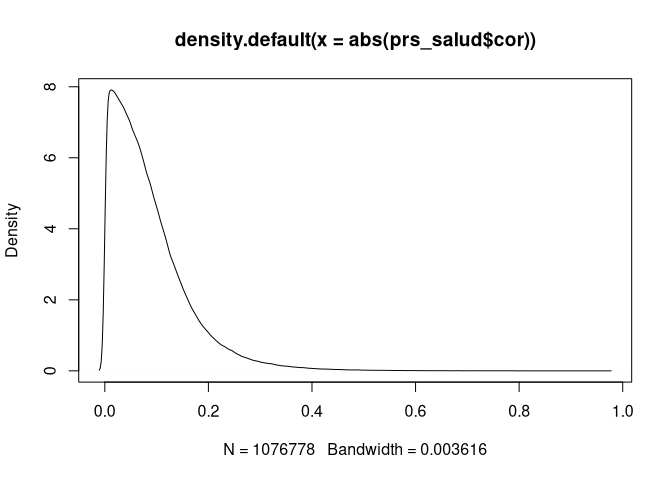 density.default(x = abs(prs_salud$cor))
Density
8
6
4
2
0
0.0 0.2 0.4 0.6 0.8 1.0
N = 1076778 Bandwidth = 0.003616